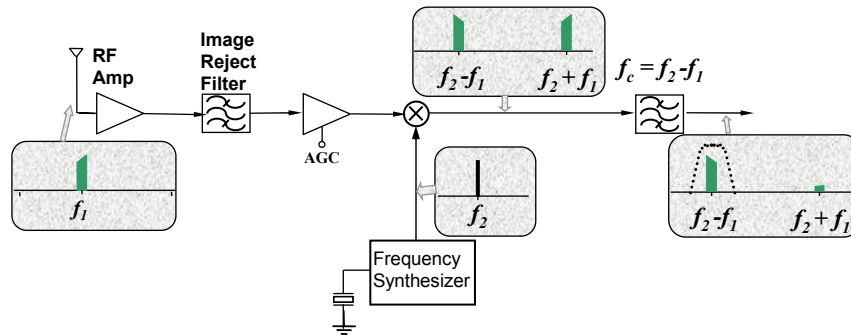 RF
Amp
Image
Reject
Filter
AGC
f1
f2-f1
f2+f1
fc = f2-f1
f2
Frequency
Synthesizer
f2-f1
f2+f1